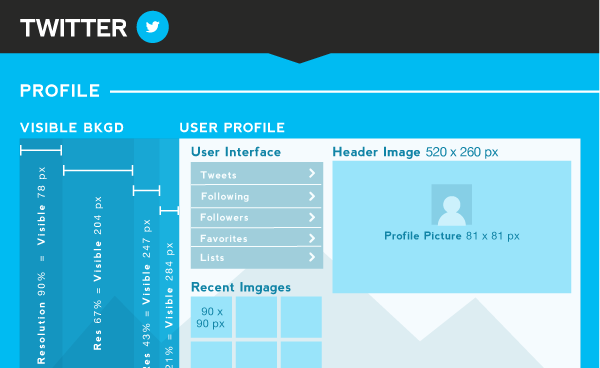 TWITTER
PROFILE
VISIBLE BKGD
USER PROFILE
User Interface
Header Image 520 x 260 px
Tweets
Following
Followers
Favorites
Lists
Profile Picture 81 x 81 px
Recent Imgages
90 x
90 px
Resolution 90% = Visible 78 px
Res 67% = Visible 204 px
es 43% = Visible 247 px
21% = Visible 284 px